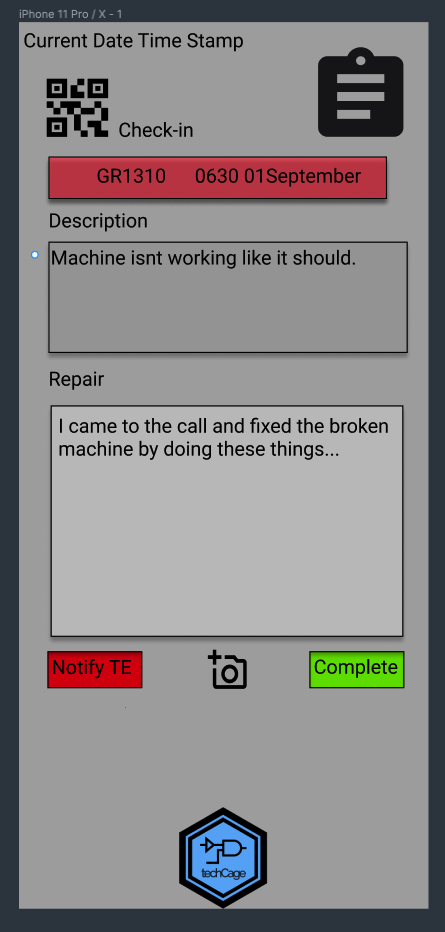 iPhone 11 Pro / X - 1
Current Date Time Stamp
Check-in
GR1310 0630 01September
Description
Machine isnt working like it should.
Repair
I came to the call and fixed the broken
machine by doing these things...
Notify TE
Complete
techCage